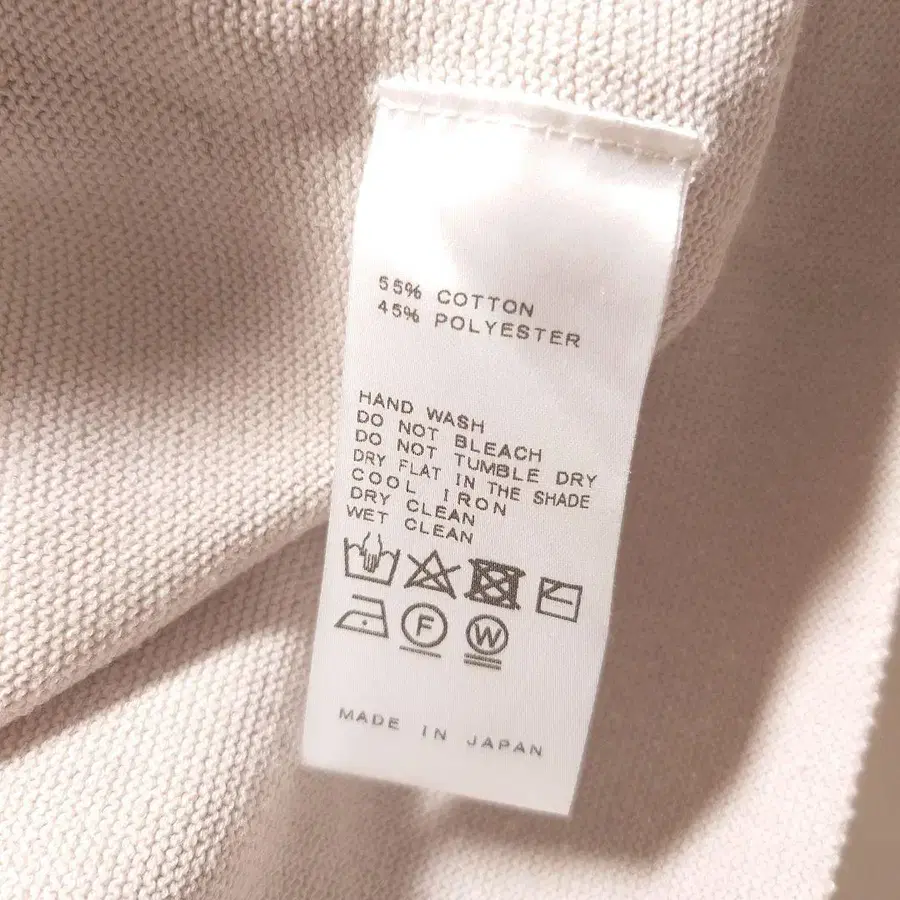 55% COTTON
45% POLYESTER
HAND WASH
DO NOT BLEACH
DO NOT TUMBLE DRY
DRY FLAT IN THE SHADE
COOL IRON
DRY CLEAN
WET CLEAN
F W
MADE IN JAPAN